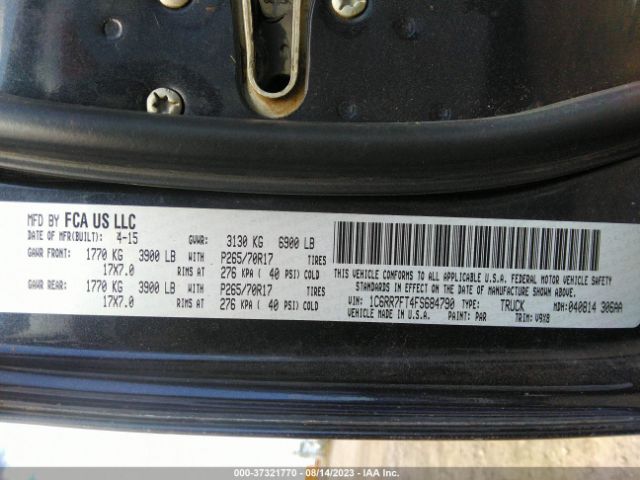 MFD BY FCA US LLC
DATE OF MFR(BUILT): 4-15 GVWR: 3130 KG 6900 LB
GAWR FRONT: 1770 KG 3900 LB WITH P265/70R17 TIRES
17X7.0 RIMS AT 276 KPA ( 40 PSI) COLD
GAWR REAR: 1770 KG 3900 LB WITH P265/70R17 TIRES
17X7.0 RIMS AT 276 KPA ( 40 PSI) COLD
THIS VEHICLE CONFORMS TO ALL APPLICABLE U.S.A. FEDERAL MOTOR VEHICLE SAFETY
STANDARDS IN EFFECT ON THE DATE OF MANUFACTURE SHOWN ABOVE.
VIN: 1C6RR7FT4FS684790 TYPE: TRUCK MDH: 040814 306AA
VEHICLE MADE IN U.S.A. PAINT: PAR TRIM: V9X8
000-37321770 - 08/14/2023 - IAA Inc.